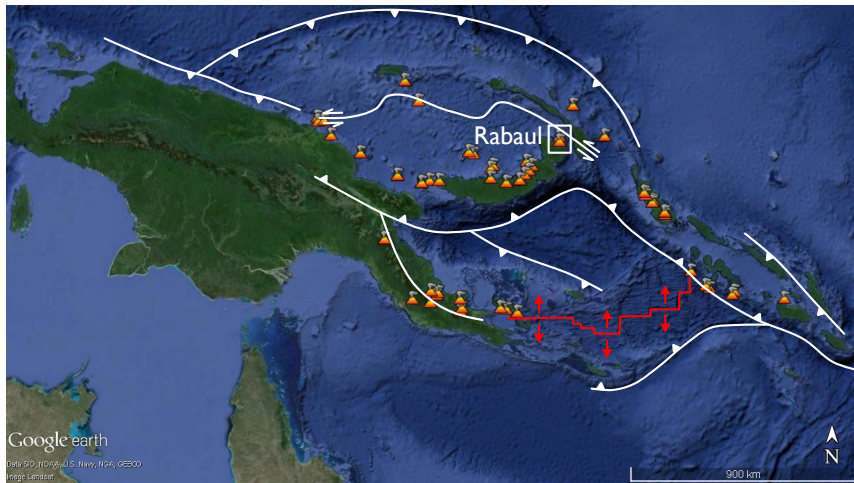 Rabaul
Google earth
Data SIO, NOAA, U.S. Navy, NGA, GEBCO
Image Landsat
N
900 km